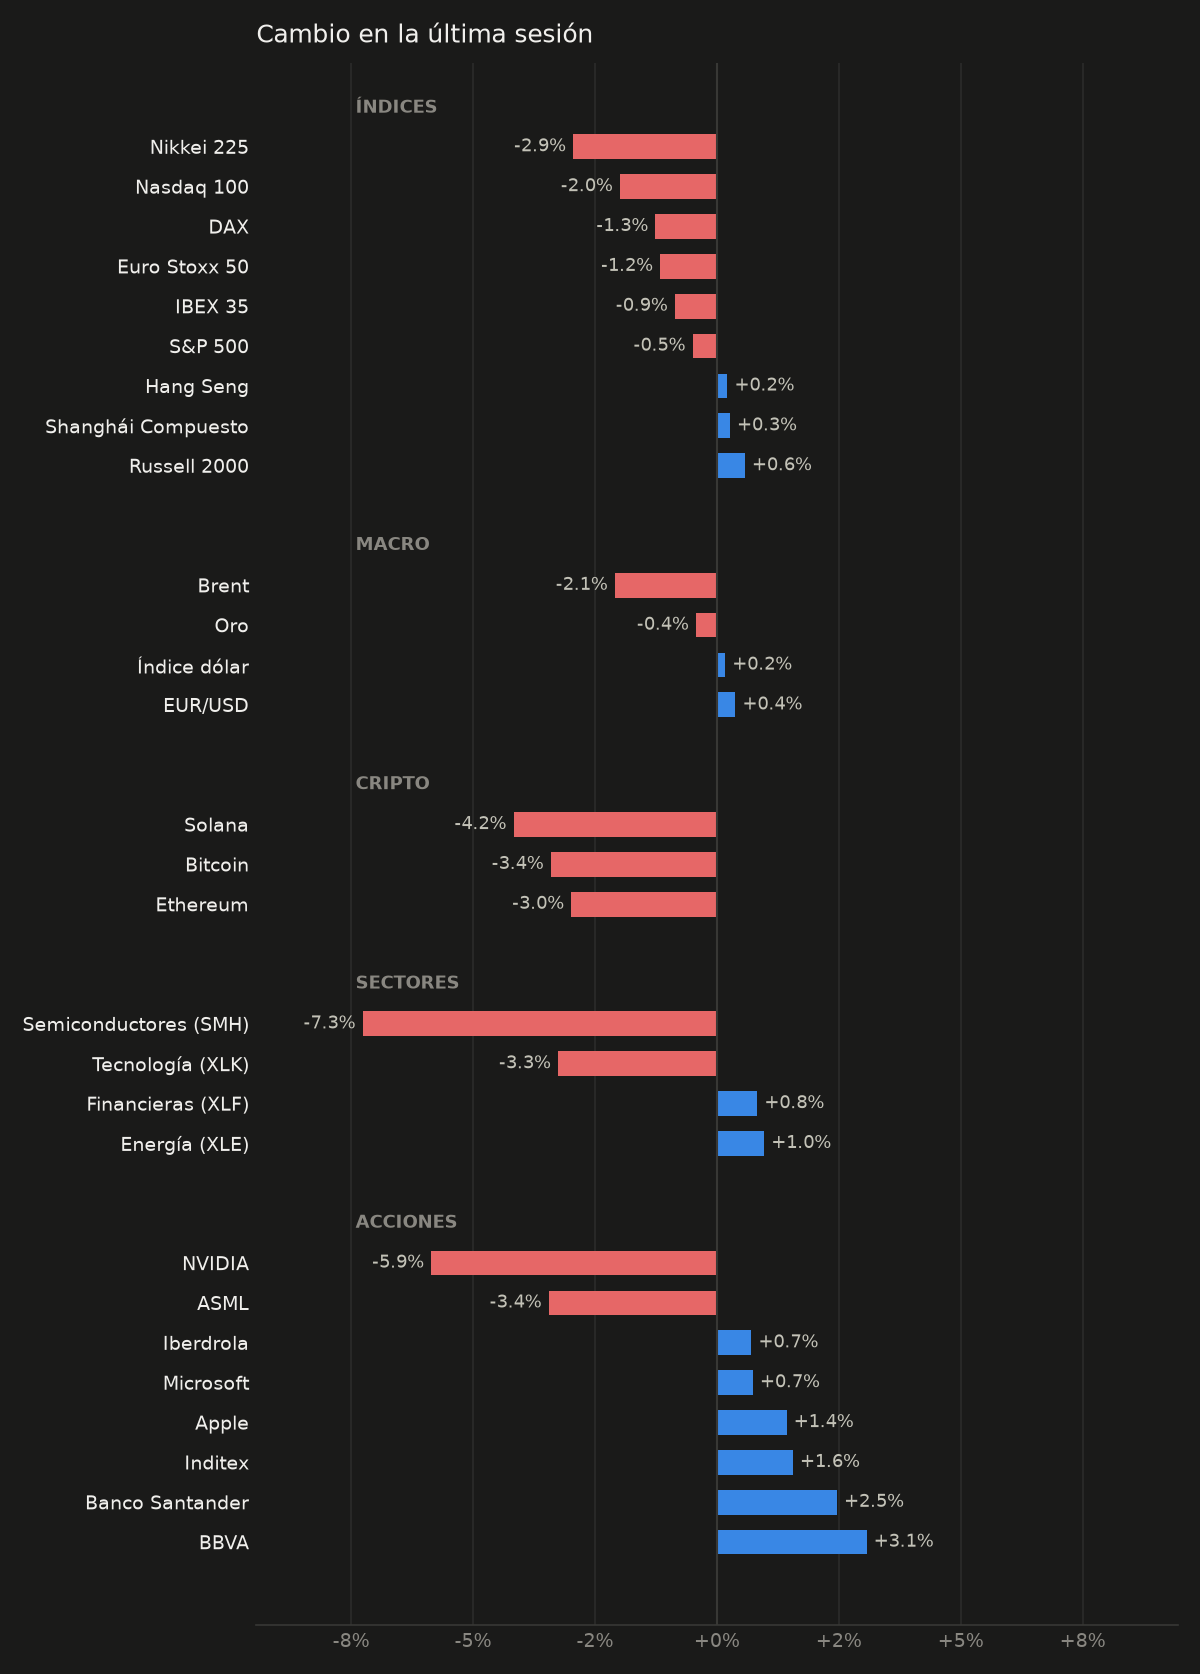 Cambio en la última sesión
ÍNDICES
Nikkei 225 -2.9%
Nasdaq 100 -2.0%
DAX -1.3%
Euro Stoxx 50 -1.2%
IBEX 35 -0.9%
S&P 500 -0.5%
Hang Seng +0.2%
Shanghái Compuesto +0.3%
Russell 2000 +0.6%
MACRO
Brent -2.1%
Oro -0.4%
Índice dólar +0.2%
EUR/USD +0.4%
CRIPTO
Solana -4.2%
Bitcoin -3.4%
Ethereum -3.0%
SECTORES
Semiconductores (SMH) -7.3%
Tecnología (XLK) -3.3%
Financieras (XLF) +0.8%
Energía (XLE) +1.0%
ACCIONES
NVIDIA -5.9%
ASML -3.4%
Iberdrola +0.7%
Microsoft +0.7%
Apple +1.4%
Inditex +1.6%
Banco Santander +2.5%
BBVA +3.1%
-8% -5% -2% +0% +2% +5% +8%